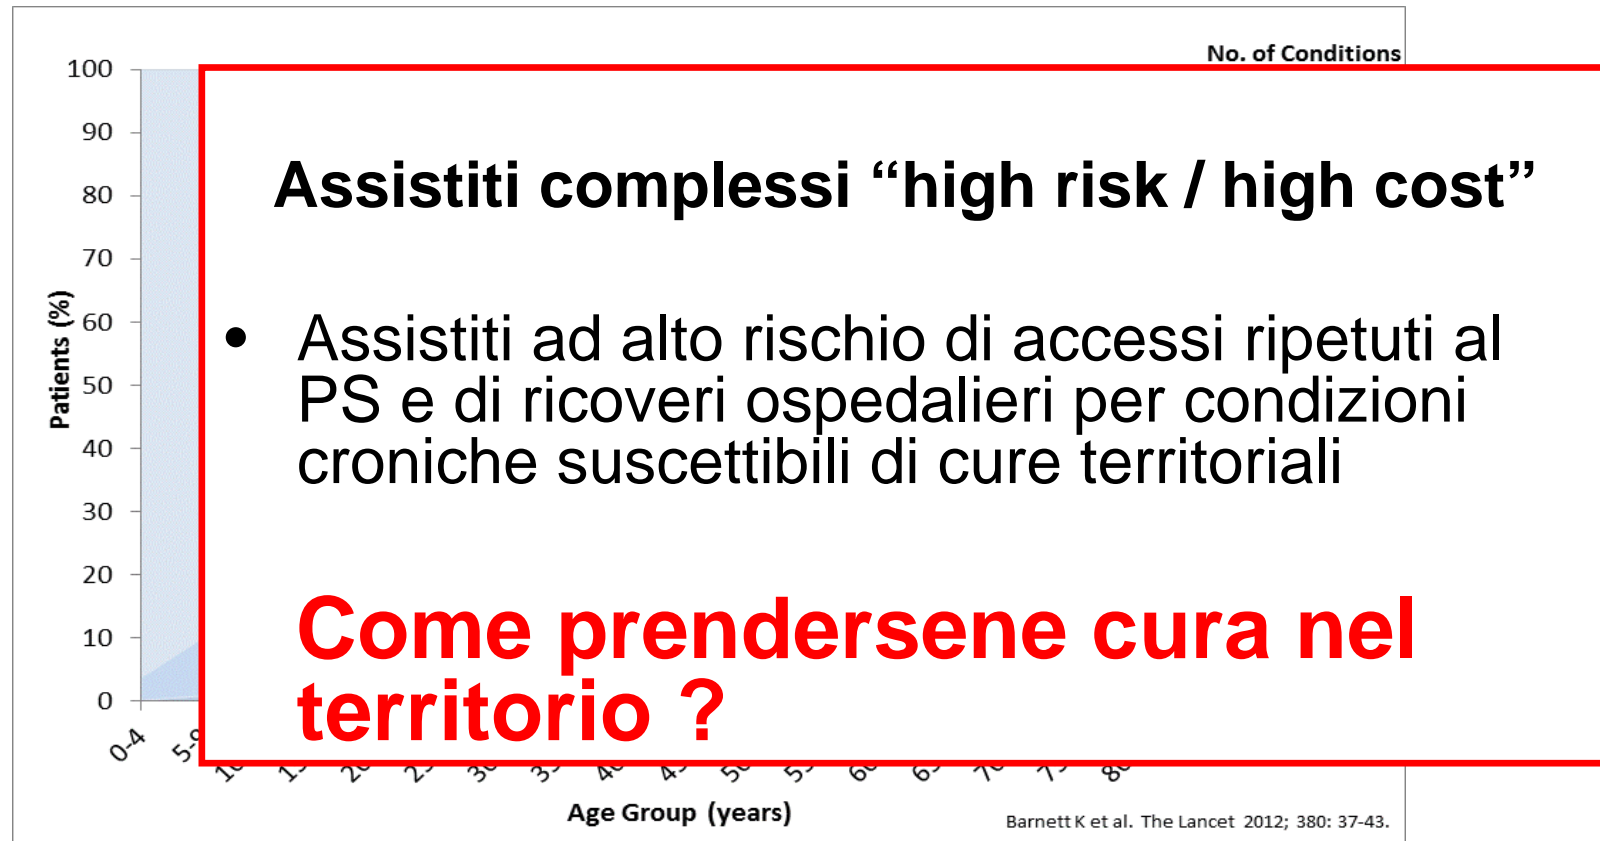 No. of Conditions
100
90
80
70
60
50
40
30
20
10
0
Patients (%)
Assistiti complessi “high risk / high cost”
• Assistiti ad alto rischio di accessi ripetuti al
PS e di ricoveri ospedalieri per condizioni
croniche suscettibili di cure territoriali
Come prendersene cura nel
territorio ?
0-4
Age Group (years)
Barnett K et al. The Lancet 2012; 380: 37-43.